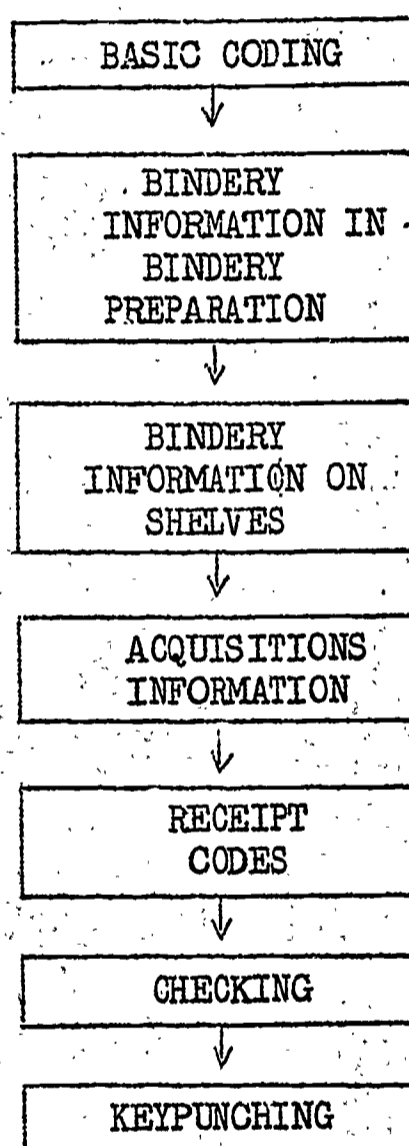 BASIC CODING
BINDERY
INFORMATION IN
BINDERY
PREPARATION
BINDERY
INFORMATION ON
SHELVES
ACQUISITIONS
INFORMATION
RECEIPT
CODES
CHECKING
KEYPUNCHING